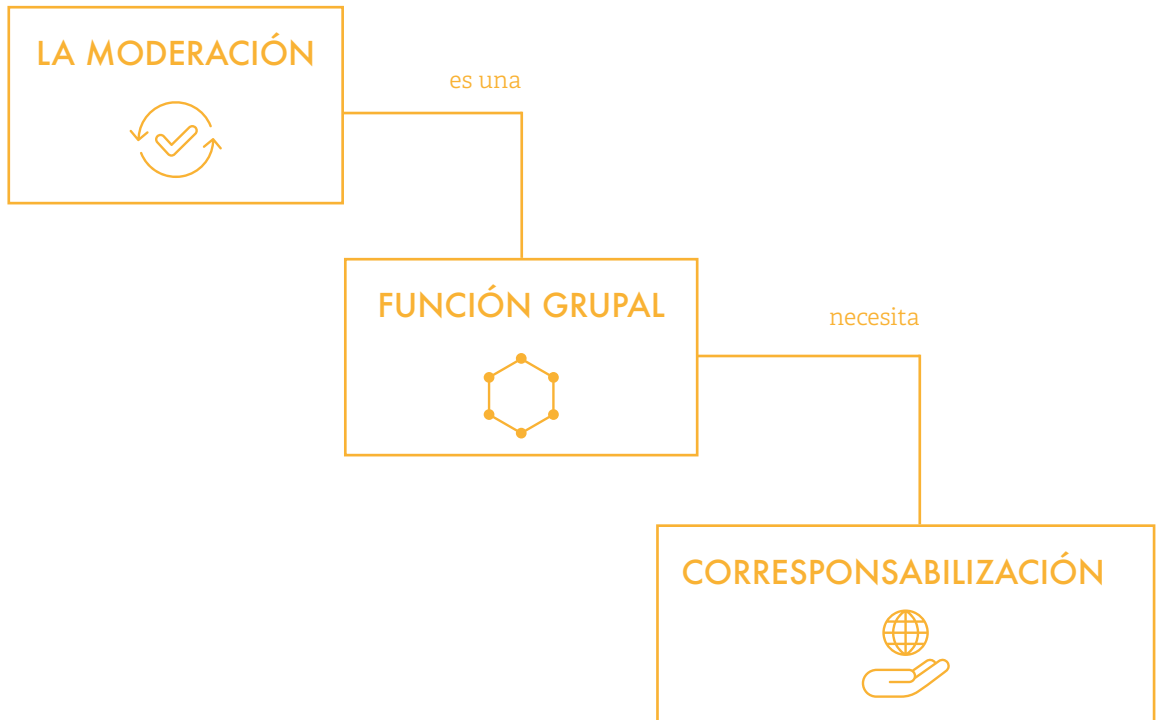 LA MODERACIÓN
es una
FUNCIÓN GRUPAL
necesita
CORRESPONSABILIZACIÓN